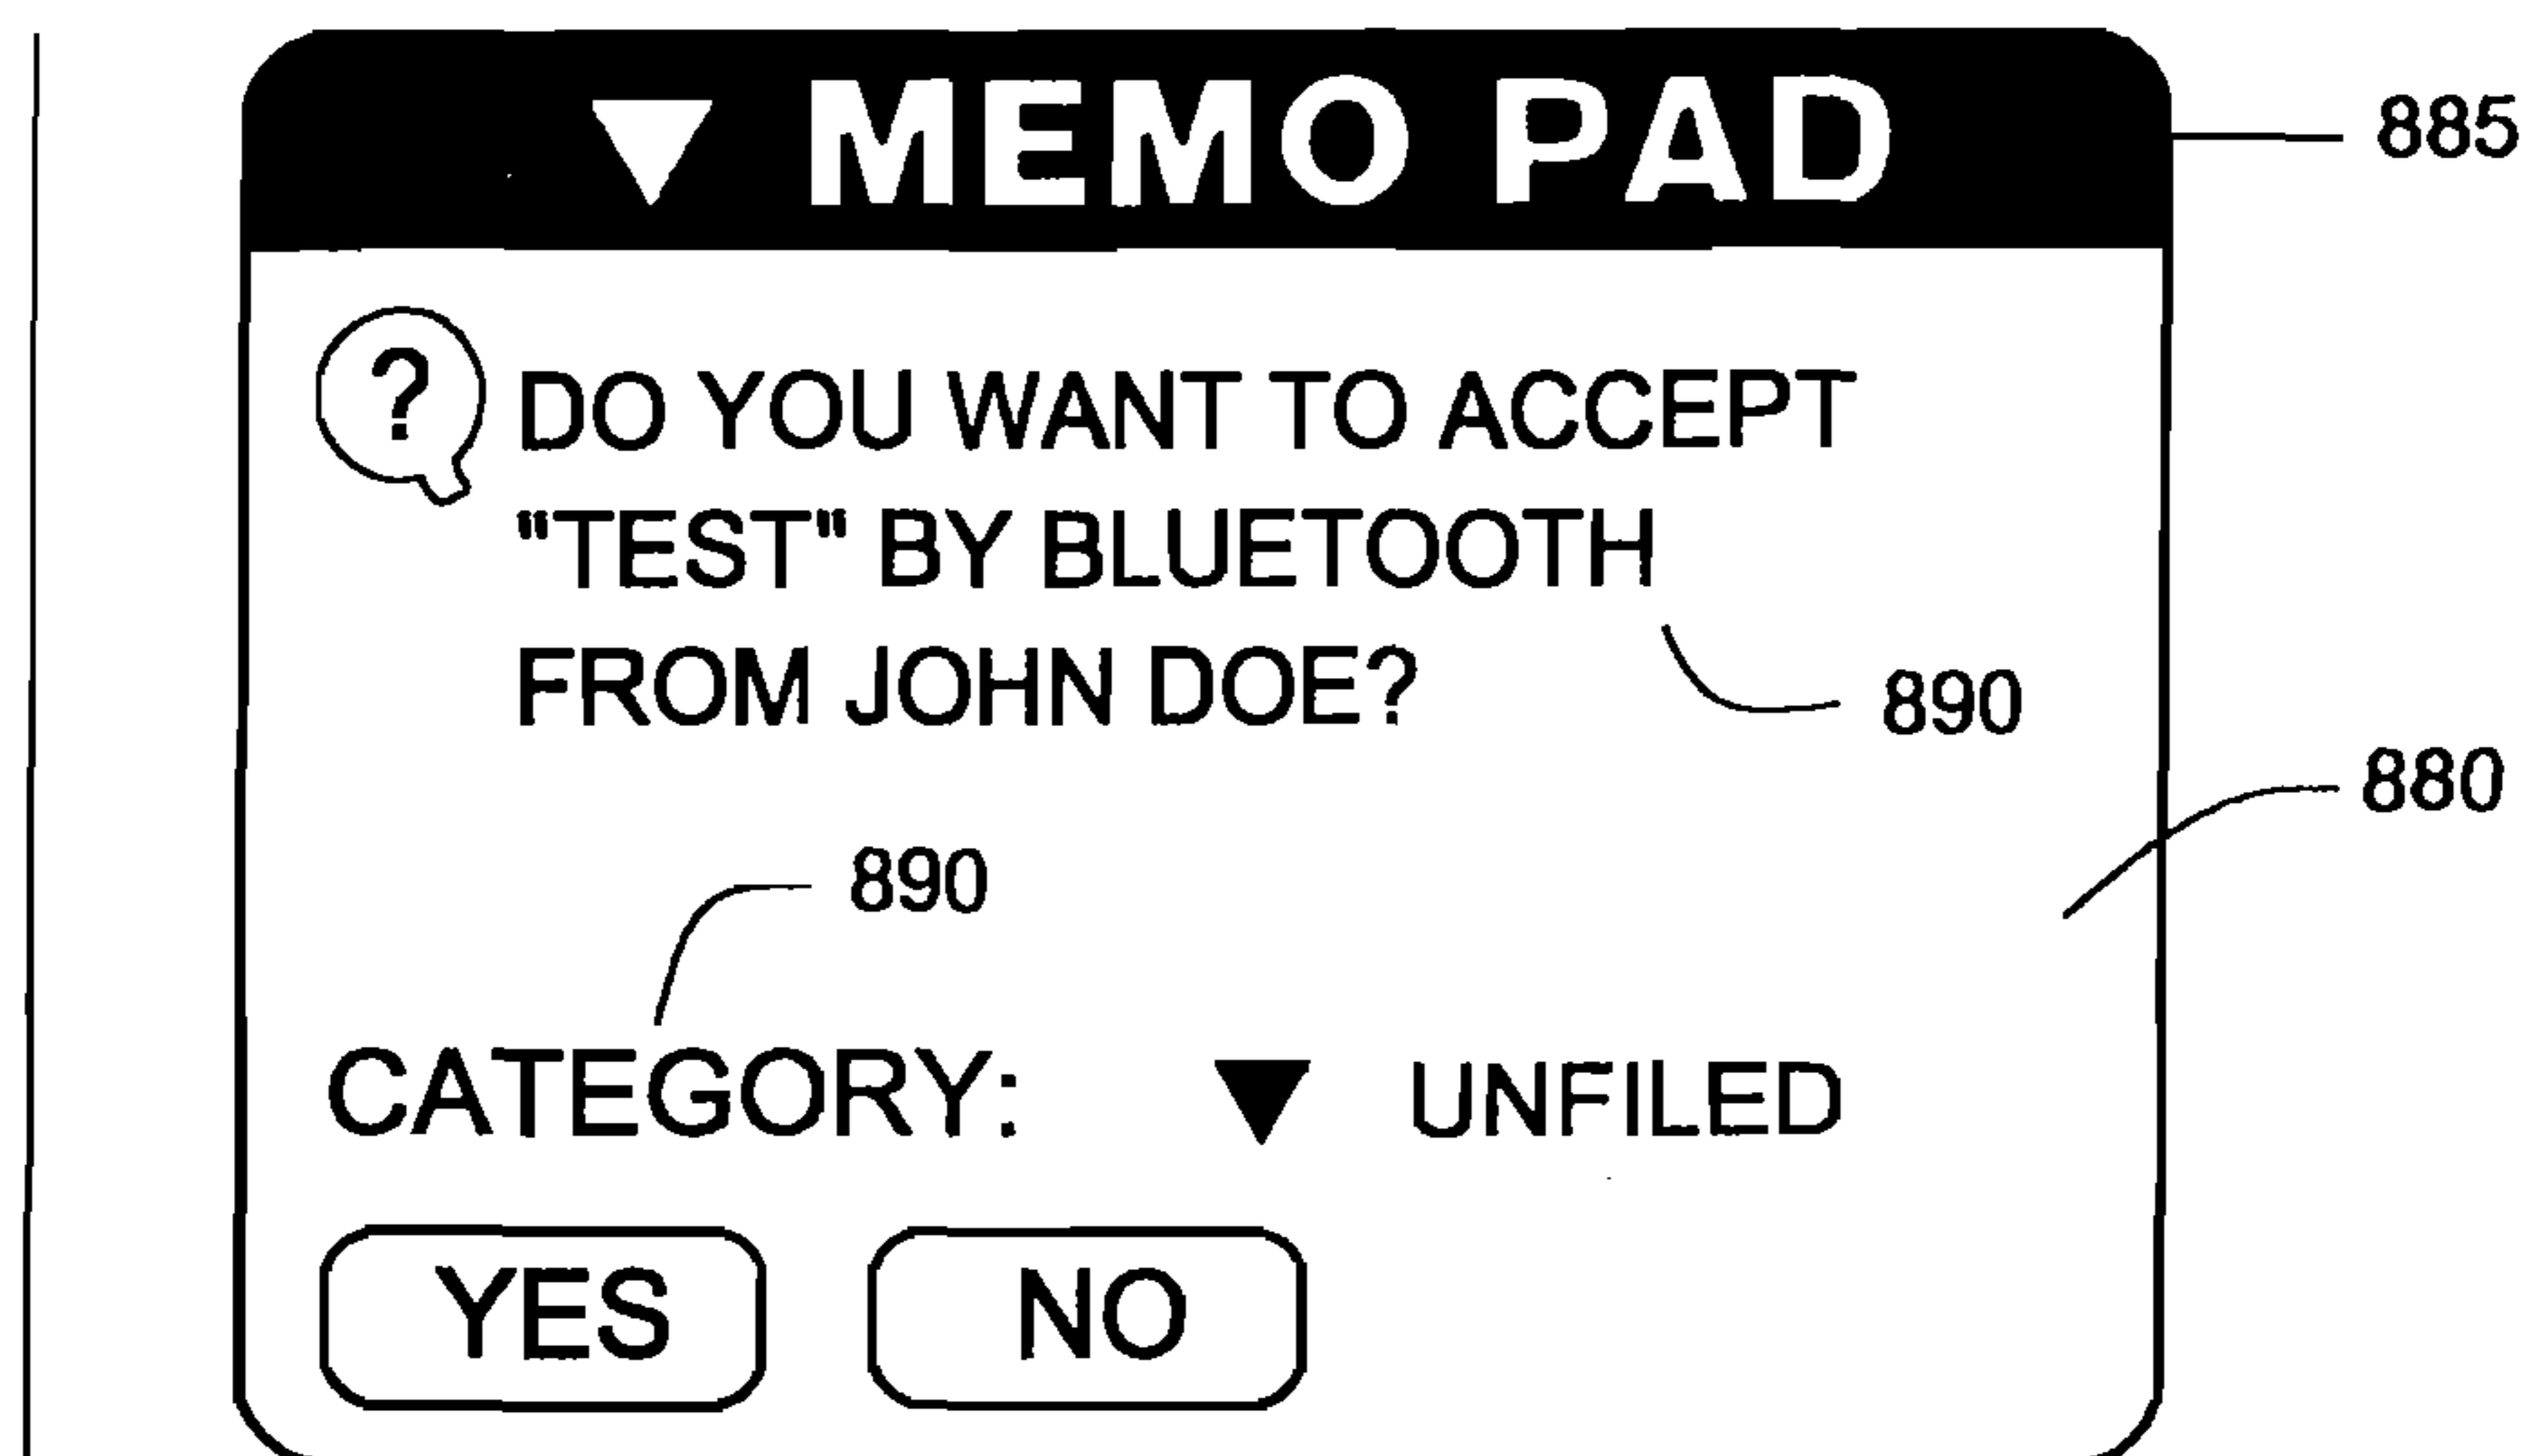 ▼ MEMO PAD
885
? DO YOU WANT TO ACCEPT
"TEST" BY BLUETOOTH
FROM JOHN DOE?
890
880
890
CATEGORY: ▼ UNFILED
YES NO